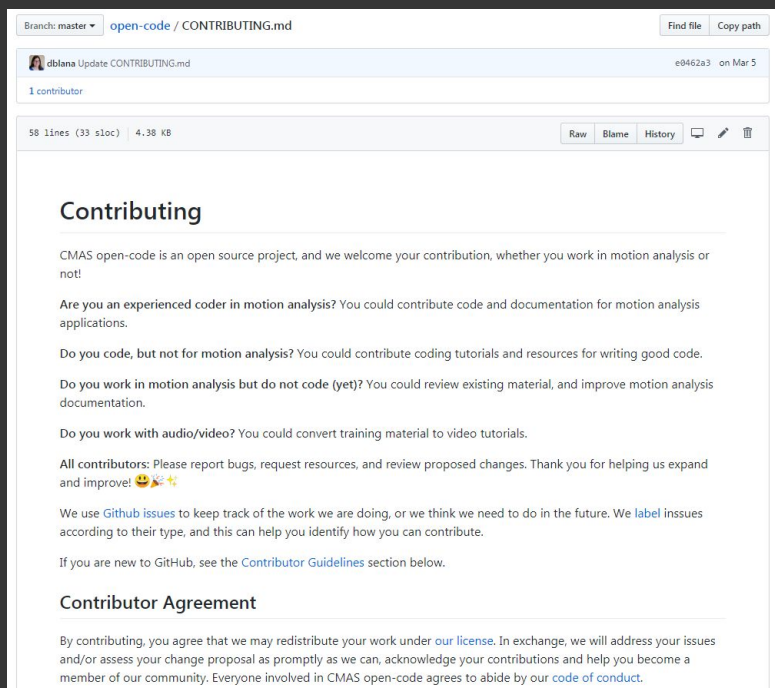 Branch: master open-code / CONTRIBUTING.md Find file Copy path
dblana Update CONTRIBUTING.md e0462a3 on Mar 5
1 contributor
58 lines (33 sloc) 4.38 KB Raw Blame History
Contributing
CMAS open-code is an open source project, and we welcome your contribution, whether you work in motion analysis or
not!
Are you an experienced coder in motion analysis? You could contribute code and documentation for motion analysis
applications.
Do you code, but not for motion analysis? You could contribute coding tutorials and resources for writing good code.
Do you work in motion analysis but do not code (yet)? You could review existing material, and improve motion analysis
documentation.
Do you work with audio/video? You could convert training material to video tutorials.
All contributors: Please report bugs, request resources, and review proposed changes. Thank you for helping us expand
and improve! 😃🎉✨
We use Github issues to keep track of the work we are doing, or we think we need to do in the future. We label inssues
according to their type, and this can help you identify how you can contribute.
If you are new to GitHub, see the Contributor Guidelines section below.
Contributor Agreement
By contributing, you agree that we may redistribute your work under our license. In exchange, we will address your issues
and/or assess your change proposal as promptly as we can, acknowledge your contributions and help you become a
member of our community. Everyone involved in CMAS open-code agrees to abide by our code of conduct.